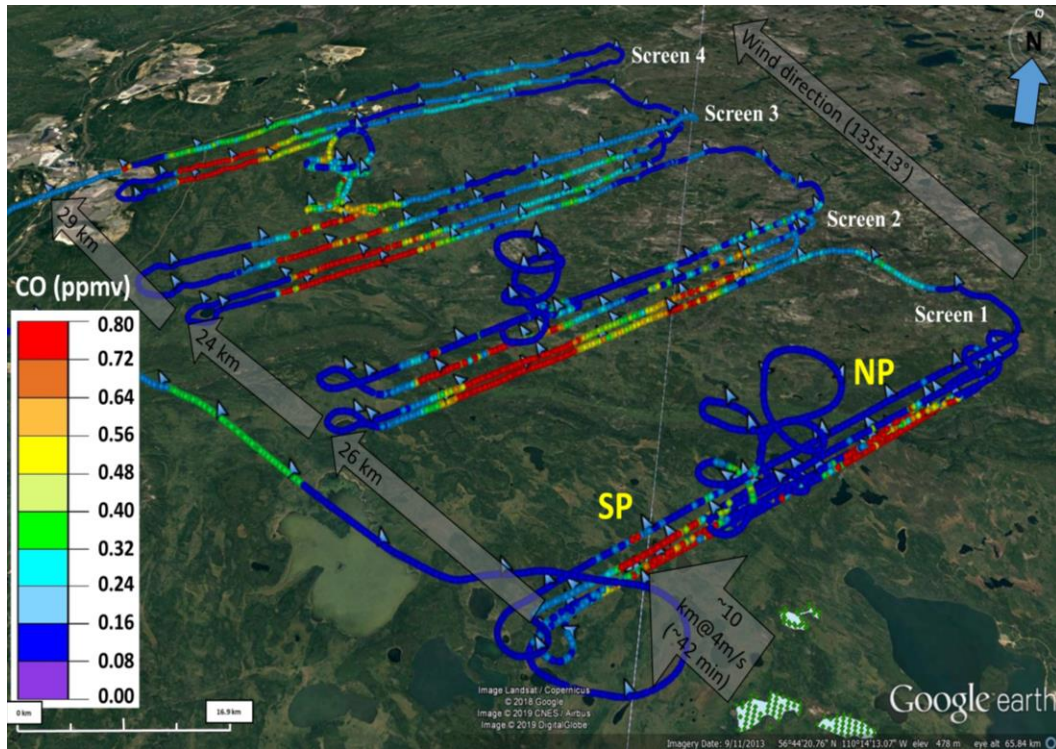 N
N
Screen 4
Wind direction (135±13°)
Screen 3
Screen 2
Screen 1
29 km
24 km
26 km
CO (ppmv)
0.80
0.72
0.64
0.56
0.48
0.40
0.32
0.24
0.16
0.08
0.00
NP
SP
~10
km@4m/s
(~42 min)
0 km
16.9 km
Image Landsat / Copernicus
© 2018 Google
Image © 2019 CNES / Airbus
Image © 2019 DigitalGlobe
Google earth
Imagery Date: 9/11/2013 56°44'20.76" N 110°14'13.07" W elev 478 m eye alt 65.84 km